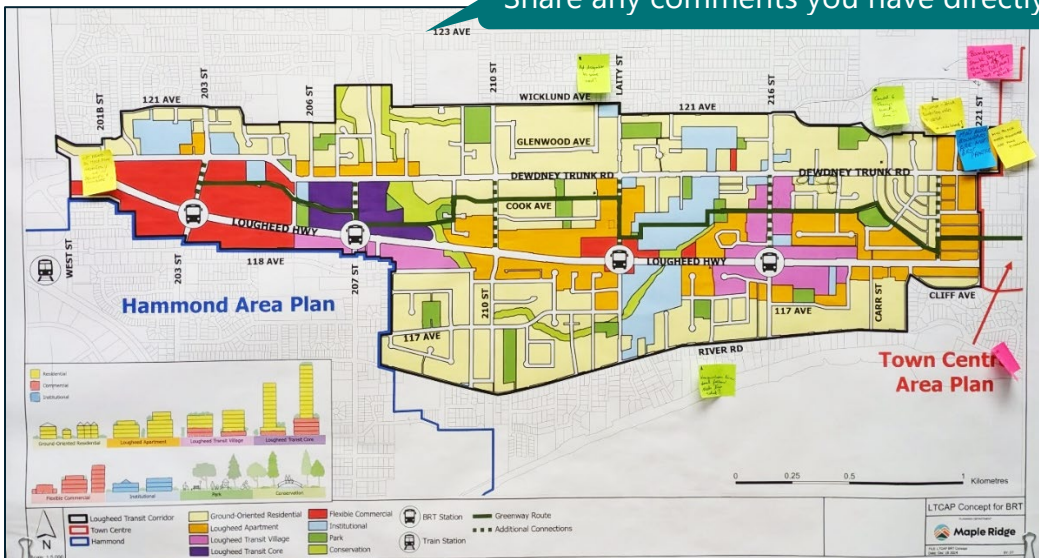 Share any comments you have directly
123 AVE
201B ST
121 AVE
203 ST
206 ST
210 ST
WICKLUND AVE
LAITY ST
121 AVE
216 ST
221 ST
GLENWOOD AVE
DEWDNEY TRUNK RD
DEWDNEY TRUNK RD
COOK AVE
LOUGHEED HWY
LOUGHEED HWY
WEST ST
203 ST
118 AVE
207 ST
210 ST
117 AVE
117 AVE
CARR ST
CLIFF AVE
RIVER RD
Hammond Area Plan
Town Cent
Area Plan
Residential
Commercial
Institutional
Ground-Oriented Residential
Lougheed Apartment
Lougheed Transit Village
Lougheed Transit Core
Flexible Commercial
Institutional
Park
Conservation
0 0.25 0.5 1 Kilometres
N
Lougheed Transit Corridor
Town Centre
Hammond
Ground-Oriented Residential
Lougheed Apartment
Lougheed Transit Village
Lougheed Transit Core
Flexible Commercial
Institutional
Park
Conservation
BRT Station
Train Station
Greenway Route
Additional Connections
LTCAP Concept for BRT
Maple Ridge